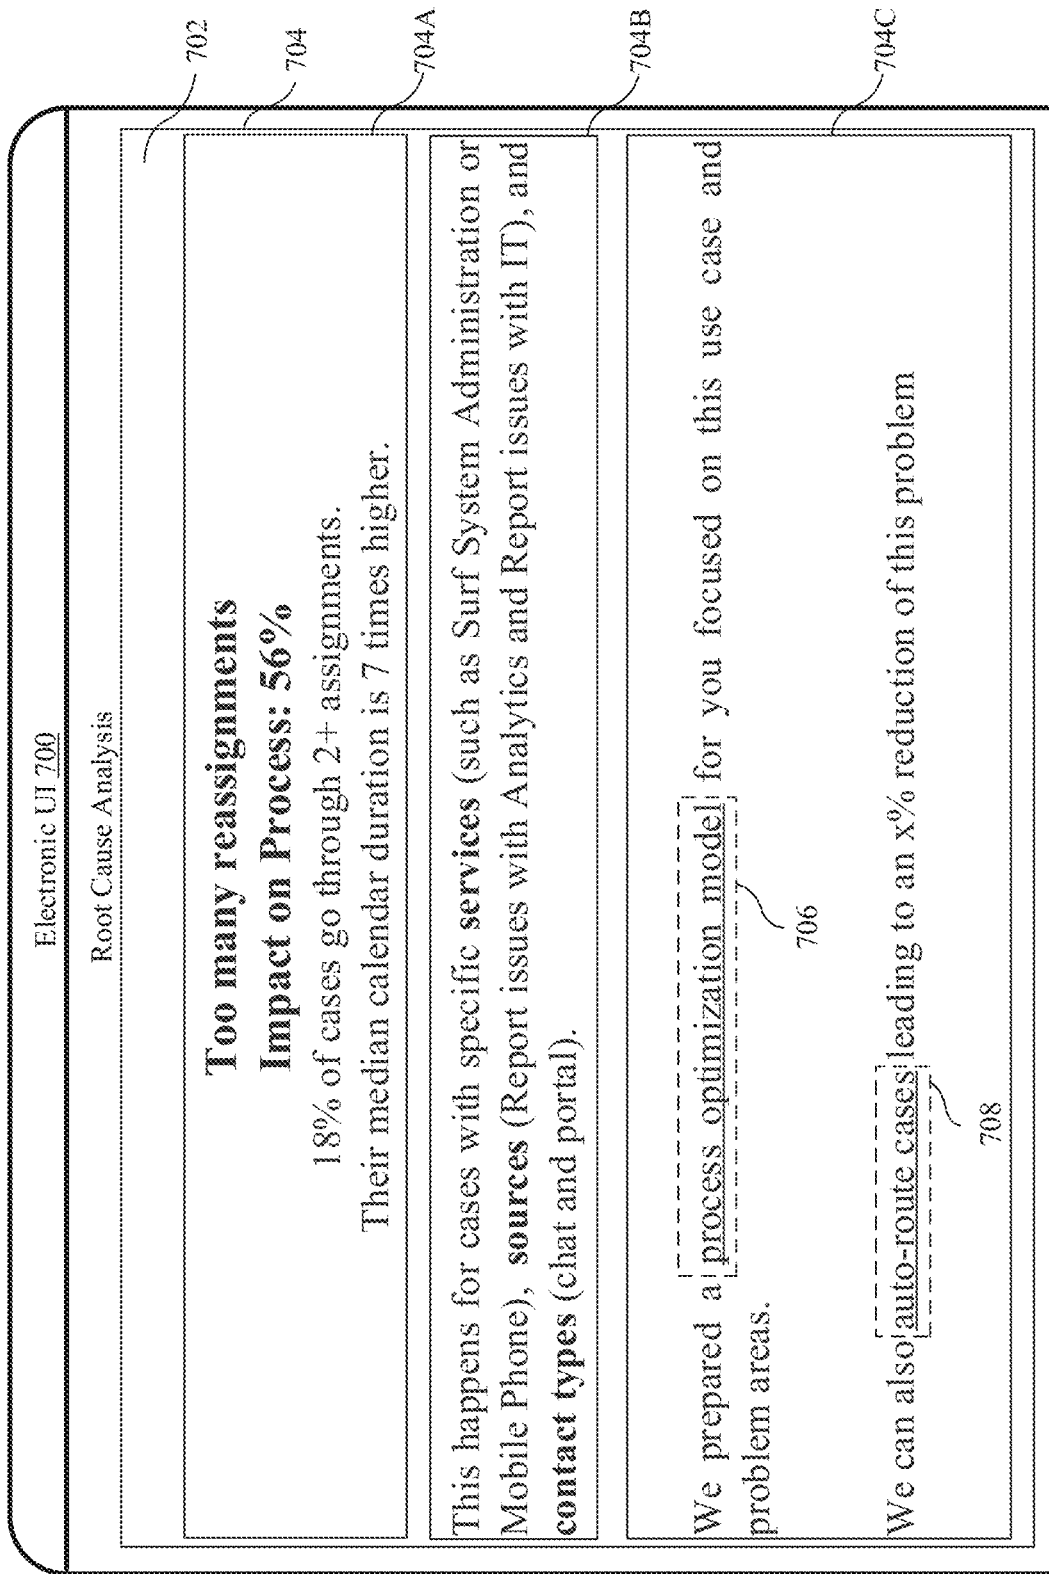 Electronic UI 700
Root Cause Analysis
702
704
Too many reassignments
Impact on Process: 56%
18% of cases go through 2+ assignments.
Their median calendar duration is 7 times higher.
704A
This happens for cases with specific services (such as Surf System Administration or
Mobile Phone), sources (Report issues with Analytics and Report issues with IT), and
contact types (chat and portal).
704B
We prepared a process optimization model for you focused on this use case and
problem areas.
706
We can also auto-route cases leading to an x% reduction of this problem
708
704C